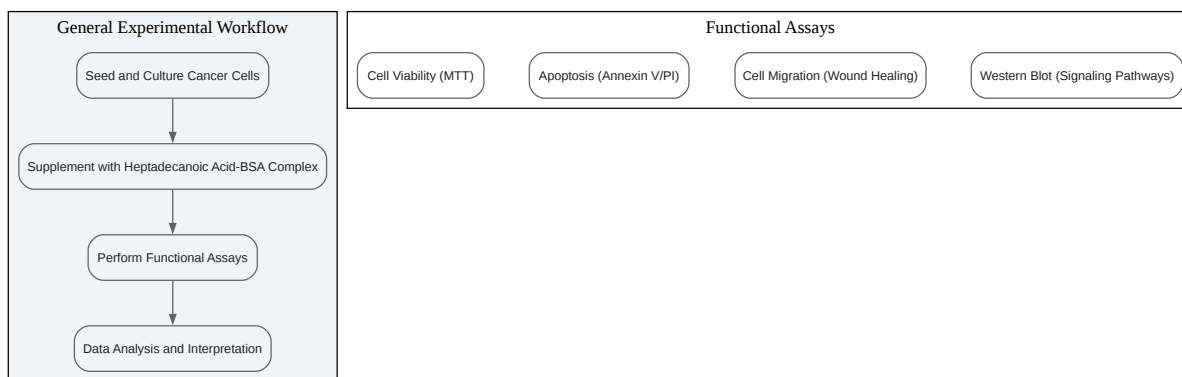 General Experimental Workflow
Seed and Culture Cancer Cells
Supplement with Heptadecanoic Acid-BSA Complex
Perform Functional Assays
Data Analysis and Interpretation
Functional Assays
Cell Viability (MTT)
Apoptosis (Annexin V/PI)
Cell Migration (Wound Healing)
Western Blot (Signaling Pathways)